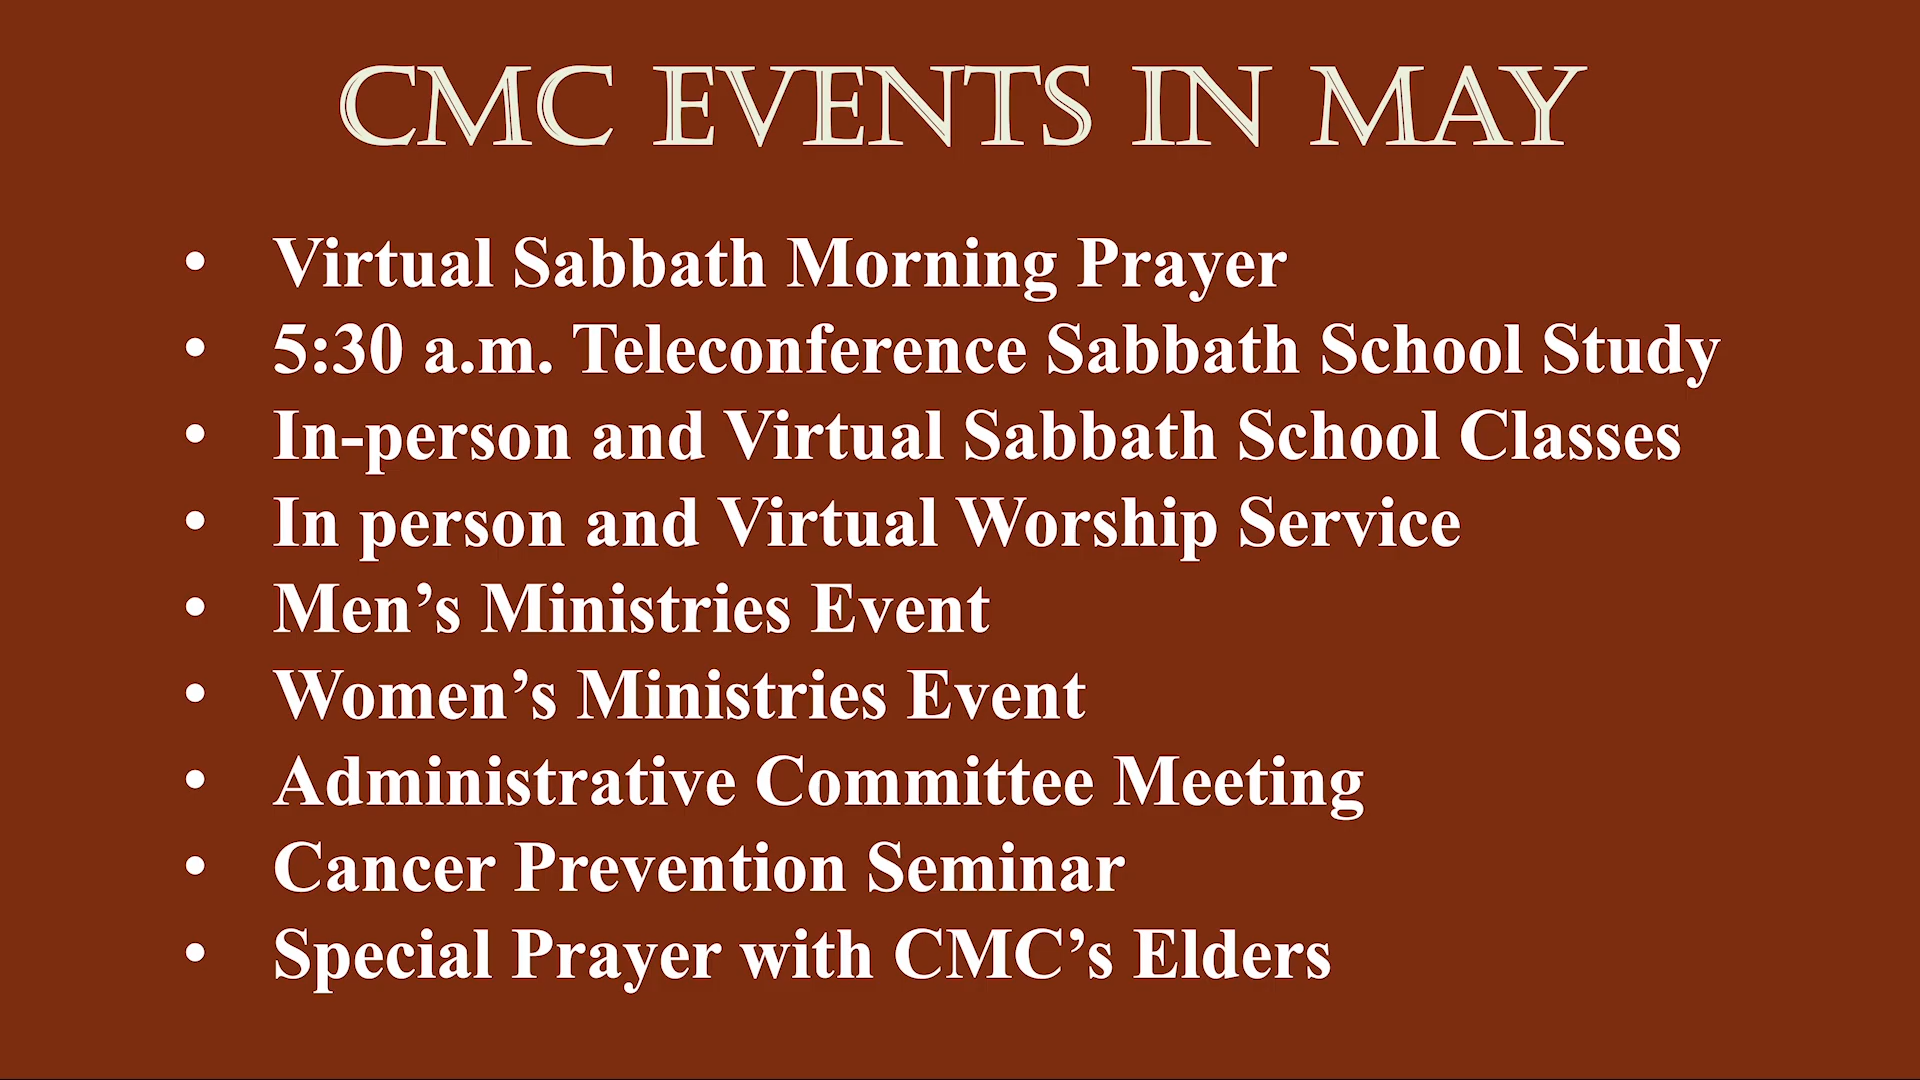 CMC EVENTS IN MAY
• Virtual Sabbath Morning Prayer
• 5:30 a.m. Teleconference Sabbath School Study
• In-person and Virtual Sabbath School Classes
• In person and Virtual Worship Service
• Men’s Ministries Event
• Women’s Ministries Event
• Administrative Committee Meeting
• Cancer Prevention Seminar
• Special Prayer with CMC’s Elders